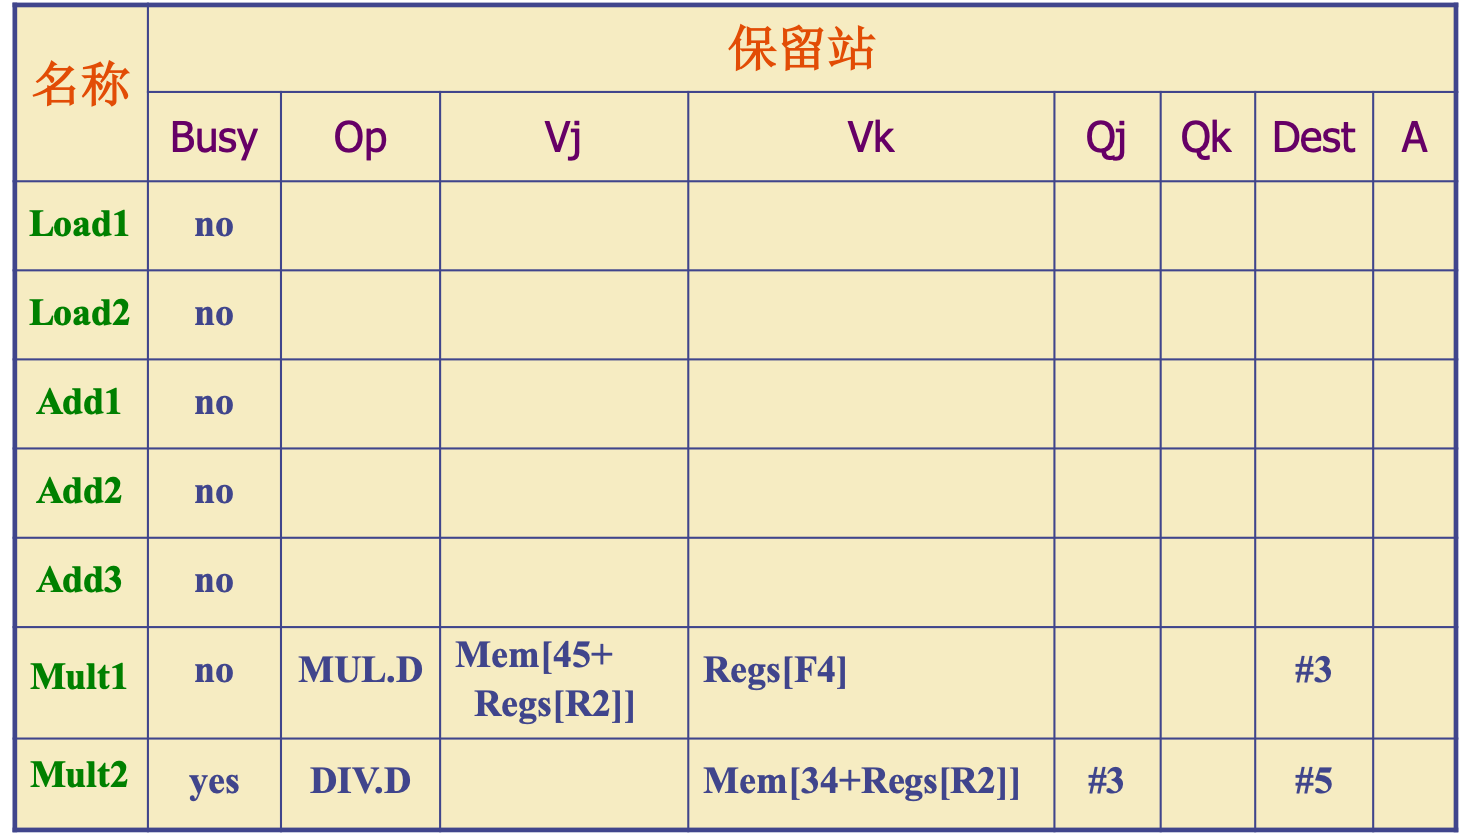 名称 保留站
Busy Op Vj Vk Qj Qk Dest A
Load1 no
Load2 no
Add1 no
Add2 no
Add3 no
Mult1 no MUL.D Mem[45+ Regs[F4] #3
Regs[R2]]
Mult2 yes DIV.D Mem[34+Regs[R2]] #3 #5